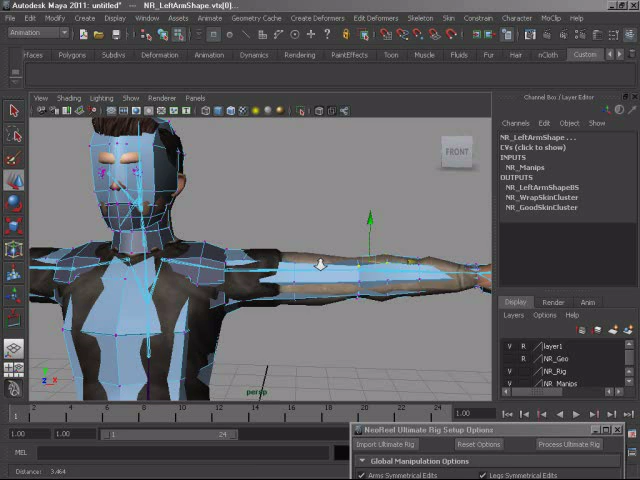 Autodesk Maya 2011: untitled* --- NR_LeftArmShape.vtx[0]...
File Edit Modify Create Display Window Assets Animate Geometry Cache Create Deformers Edit Deformers Skeleton Skin Constrain Character MoCap Muscle
Animation
Polygons Subdivs Deformation Animation Dynamics Rendering PaintEffects Toon Muscle Fluids Fur Hair nCloth Custom
View Shading Lighting Show Renderer Panels
FRONT
persp
Channel Box / Layer Editor
Channels Edit Object Show
NR_LeftArmShape . . .
CVs (click to show)
INPUTS
NR_Manips
OUTPUTS
NR_LeftArmShapeBS
NR_WrapSkinCluster
NR_GoodSkinCluster
Display Render Anim
Layers Options Help
V R layer1
R NR_Geo
V NR_Rig
V NR_Manips
2 4 6 8 10 12 14 16 18 20 22 24
1 1.00
1.00 1.00 1 24
MEL
Distance: 3.464
NeoReel Ultimate Rig Setup Options
Import Ultimate Rig Reset Options Process Ultimate Rig
Global Manipulation Options
Arms Symmetrical Edits Legs Symmetrical Edits